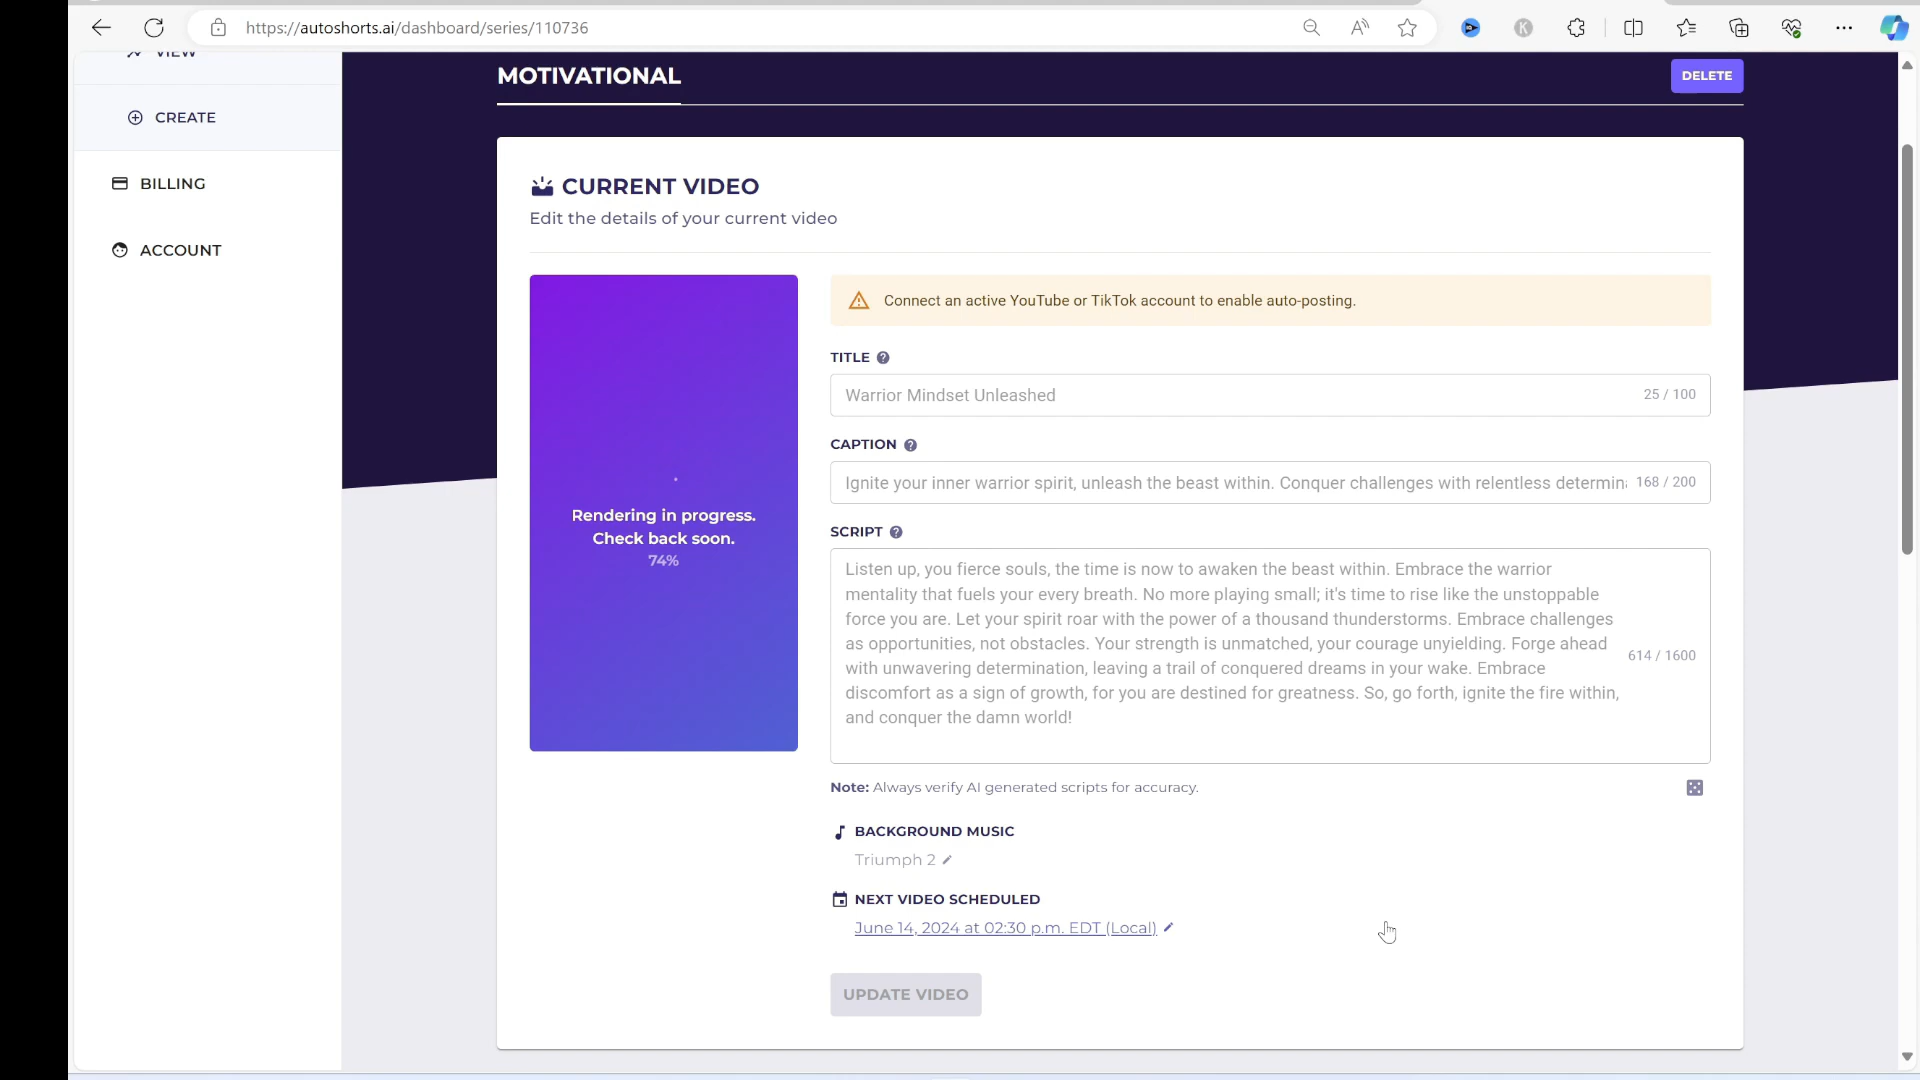 https://autoshorts.ai/dashboard/series/110736
VIEW
CREATE
BILLING
ACCOUNT
MOTIVATIONAL
DELETE
CURRENT VIDEO
Edit the details of your current video
Rendering in progress.
Check back soon.
74%
Connect an active YouTube or TikTok account to enable auto-posting.
TITLE
Warrior Mindset Unleashed 25 / 100
CAPTION
Ignite your inner warrior spirit, unleash the beast within. Conquer challenges with relentless determin 168 / 200
SCRIPT
Listen up, you fierce souls, the time is now to awaken the beast within. Embrace the warrior
mentality that fuels your every breath. No more playing small; it's time to rise like the unstoppable
force you are. Let your spirit roar with the power of a thousand thunderstorms. Embrace challenges
as opportunities, not obstacles. Your strength is unmatched, your courage unyielding. Forge ahead
with unwavering determination, leaving a trail of conquered dreams in your wake. Embrace
discomfort as a sign of growth, for you are destined for greatness. So, go forth, ignite the fire within,
and conquer the damn world!
614 / 1600
Note: Always verify AI generated scripts for accuracy.
BACKGROUND MUSIC
Triumph 2
NEXT VIDEO SCHEDULED
June 14, 2024 at 02:30 p.m. EDT (Local)
UPDATE VIDEO